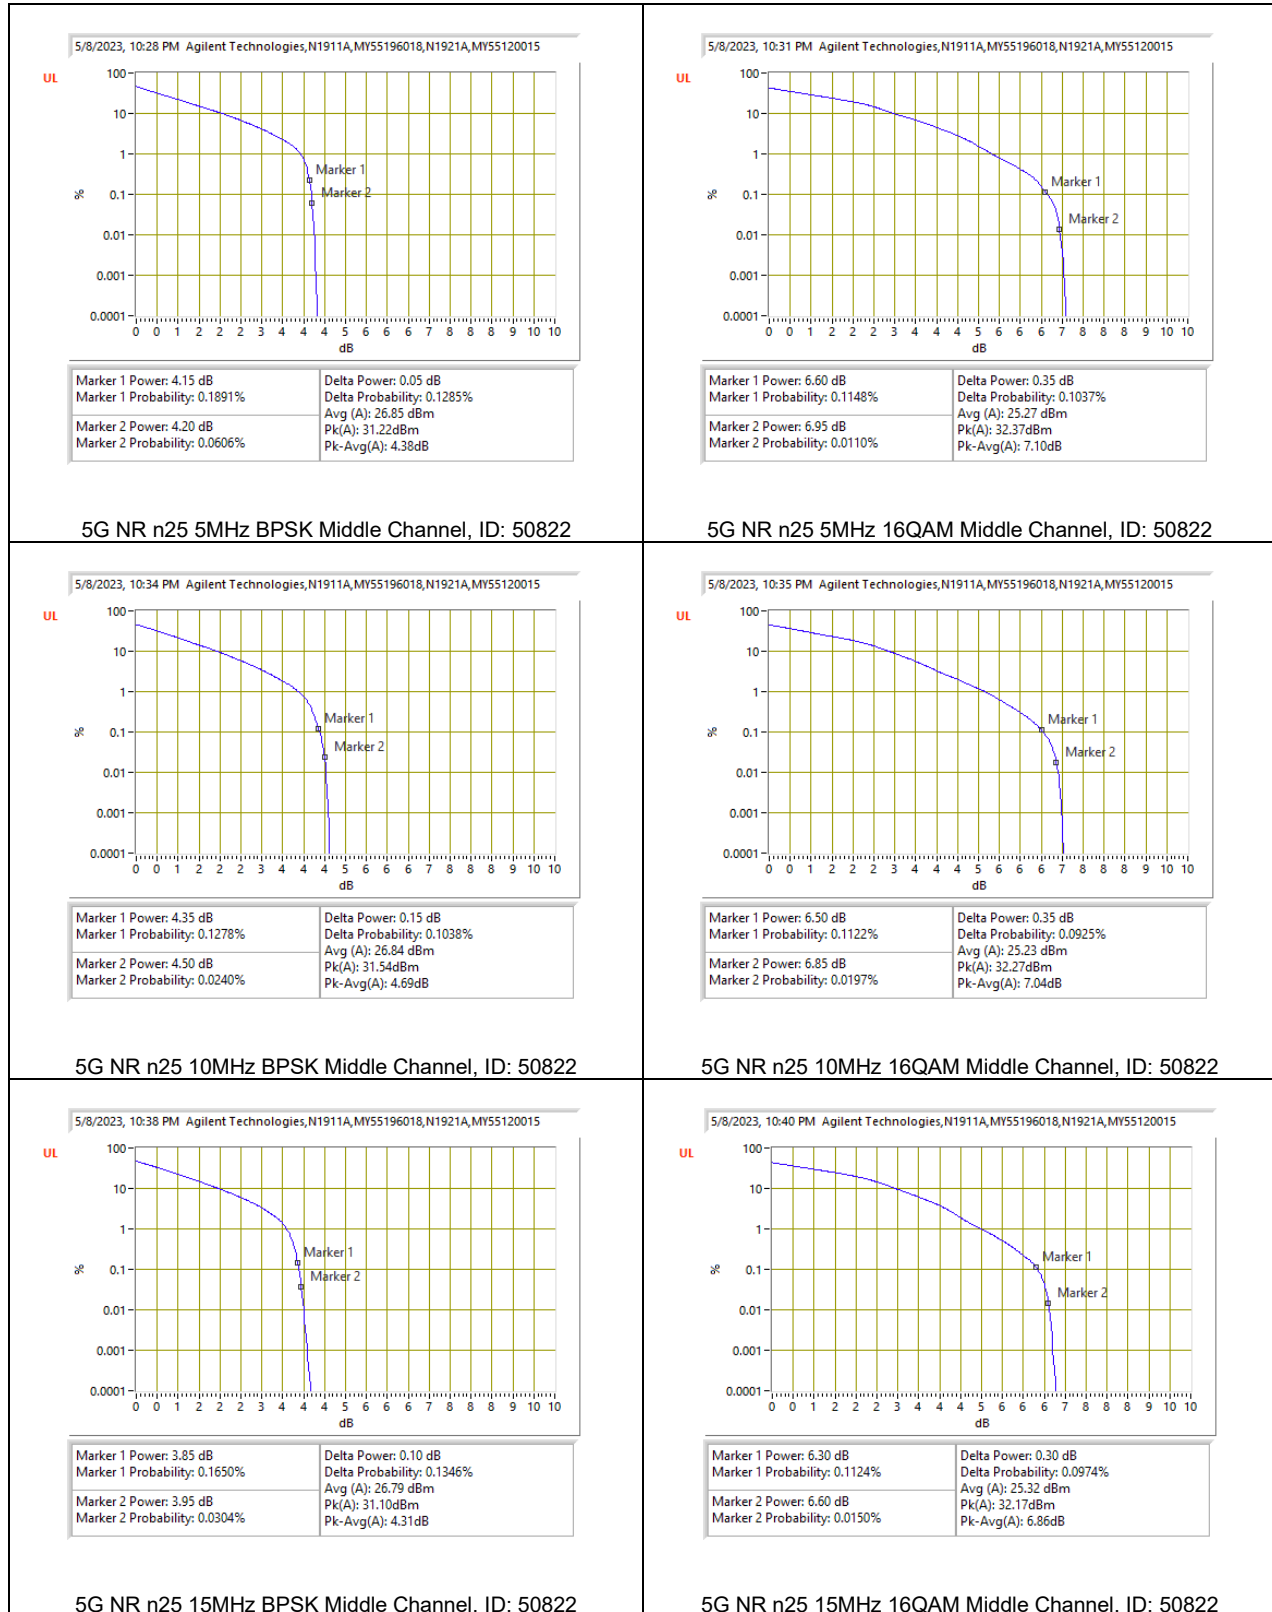 5/8/2023, 10:28 PM Agilent Technologies,N1911A,MY55196018,N1921A,MY55120015
UL
100
10
1
0.1
0.01
0.001
0.0001
%
Marker 1
Marker 2
0 0 1 2 2 2 3 3 4 4 5 5 6 6 7 8 8 8 9 10 10
dB
Marker 1 Power: 4.15 dB
Marker 1 Probability: 0.1891%
Marker 2 Power: 4.20 dB
Marker 2 Probability: 0.0606%
Delta Power: 0.05 dB
Delta Probability: 0.1285%
Avg (A): 26.85 dBm
Pk(A): 31.22dBm
Pk-Avg(A): 4.38dB
5G NR n25 5MHz BPSK Middle Channel, ID: 50822
5/8/2023, 10:31 PM Agilent Technologies,N1911A,MY55196018,N1921A,MY55120015
UL
100
10
1
0.1
0.01
0.001
0.0001
%
Marker 1
Marker 2
0 0 1 2 2 2 3 3 4 4 5 5 6 6 7 8 8 8 9 10 10
dB
Marker 1 Power: 6.60 dB
Marker 1 Probability: 0.1148%
Marker 2 Power: 6.95 dB
Marker 2 Probability: 0.0110%
Delta Power: 0.35 dB
Delta Probability: 0.1037%
Avg (A): 25.27 dBm
Pk(A): 32.37dBm
Pk-Avg(A): 7.10dB
5G NR n25 5MHz 16QAM Middle Channel, ID: 50822
5/8/2023, 10:34 PM Agilent Technologies,N1911A,MY55196018,N1921A,MY55120015
UL
100
10
1
0.1
0.01
0.001
0.0001
%
Marker 1
Marker 2
0 0 1 2 2 2 3 3 4 4 5 5 6 6 7 8 8 8 9 10 10
dB
Marker 1 Power: 4.35 dB
Marker 1 Probability: 0.1278%
Marker 2 Power: 4.50 dB
Marker 2 Probability: 0.0240%
Delta Power: 0.15 dB
Delta Probability: 0.1038%
Avg (A): 26.84 dBm
Pk(A): 31.54dBm
Pk-Avg(A): 4.69dB
5G NR n25 10MHz BPSK Middle Channel, ID: 50822
5/8/2023, 10:35 PM Agilent Technologies,N1911A,MY55196018,N1921A,MY55120015
UL
100
10
1
0.1
0.01
0.001
0.0001
%
Marker 1
Marker 2
0 0 1 2 2 2 3 3 4 4 5 5 6 6 7 8 8 8 9 10 10
dB
Marker 1 Power: 6.50 dB
Marker 1 Probability: 0.1122%
Marker 2 Power: 6.85 dB
Marker 2 Probability: 0.0197%
Delta Power: 0.35 dB
Delta Probability: 0.0925%
Avg (A): 25.23 dBm
Pk(A): 32.27dBm
Pk-Avg(A): 7.04dB
5G NR n25 10MHz 16QAM Middle Channel, ID: 50822
5/8/2023, 10:38 PM Agilent Technologies,N1911A,MY55196018,N1921A,MY55120015
UL
100
10
1
0.1
0.01
0.001
0.0001
%
Marker 1
Marker 2
0 0 1 2 2 2 3 3 4 4 5 5 6 6 7 8 8 8 9 10 10
dB
Marker 1 Power: 3.85 dB
Marker 1 Probability: 0.1650%
Marker 2 Power: 3.95 dB
Marker 2 Probability: 0.0304%
Delta Power: 0.10 dB
Delta Probability: 0.1346%
Avg (A): 26.79 dBm
Pk(A): 31.10dBm
Pk-Avg(A): 4.31dB
5G NR n25 15MHz BPSK Middle Channel, ID: 50822
5/8/2023, 10:40 PM Agilent Technologies,N1911A,MY55196018,N1921A,MY55120015
UL
100
10
1
0.1
0.01
0.001
0.0001
%
Marker 1
Marker 2
0 0 1 2 2 2 3 3 4 4 5 5 6 6 7 8 8 8 9 10 10
dB
Marker 1 Power: 6.30 dB
Marker 1 Probability: 0.1124%
Marker 2 Power: 6.60 dB
Marker 2 Probability: 0.0150%
Delta Power: 0.30 dB
Delta Probability: 0.0974%
Avg (A): 25.32 dBm
Pk(A): 32.17dBm
Pk-Avg(A): 6.86dB
5G NR n25 15MHz 16QAM Middle Channel, ID: 50822